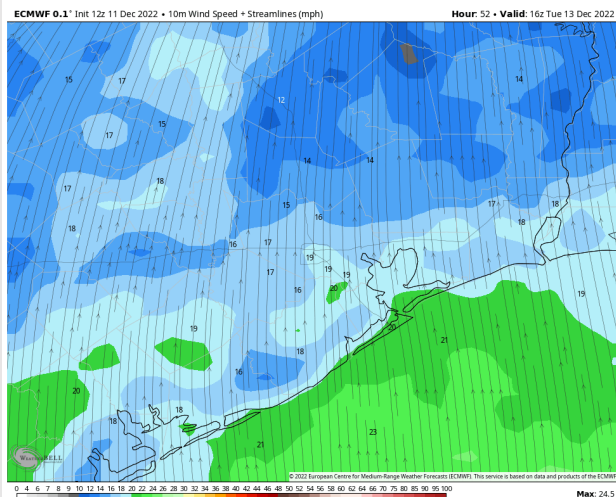 ECMWF 0.1° Init 12z 11 Dec 2022 • 10m Wind Speed + Streamlines (mph) Hour: 52 • Valid: 16z Tue 13 Dec 2022
15 17 14
12
15
17
14 14
18
17
15 17 18
16 18
18
16 17
19
17 19 19
16 20 19
19 20
21
18
16
20
18
18
23
21
WeatherBELL
© 2022 European Centre for Medium-Range Weather Forecasts (ECMWF). This service is based on data and products of the ECMWF
0 4 6 7 8 9 10 12 14 16 18 20 22 24 26 28 30 32 34 36 38 40 42 44 46 48 50 52 54 56 58 60 62 64 66 68 70 75 80 85 90 95 100 Max: 24.5